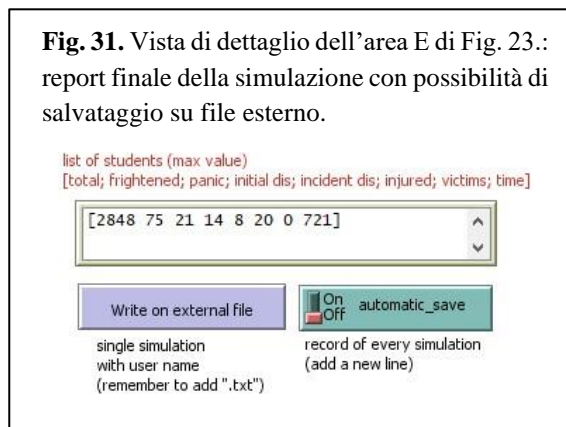 Fig. 31. Vista di dettaglio dell’area E di Fig. 23.:
report finale della simulazione con possibilità di
salvataggio su file esterno.
list of students (max value)
[total; frightened; panic; initial dis; incident dis; injured; victims; time]
[2848 75 21 14 8 20 0 721]
Write on external file
On
Off
automatic_save
single simulation
with user name
(remember to add ".txt")
record of every simulation
(add a new line)